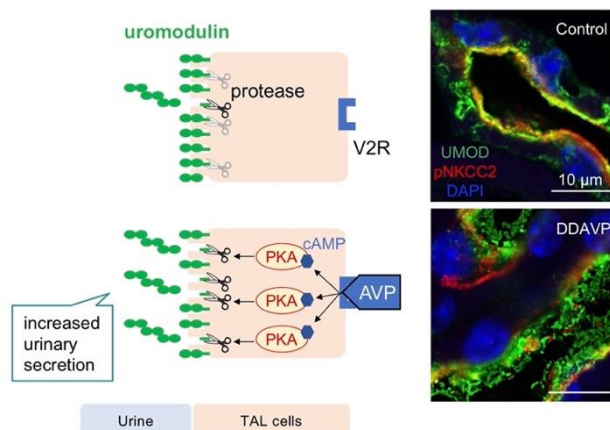 uromodulin
protease
V2R
Control
UMOD
pNKCC2
DAPI
10 µm
cAMP
PKA
PKA
PKA
AVP
increased
urinary
secretion
DDAVP
Urine
TAL cells